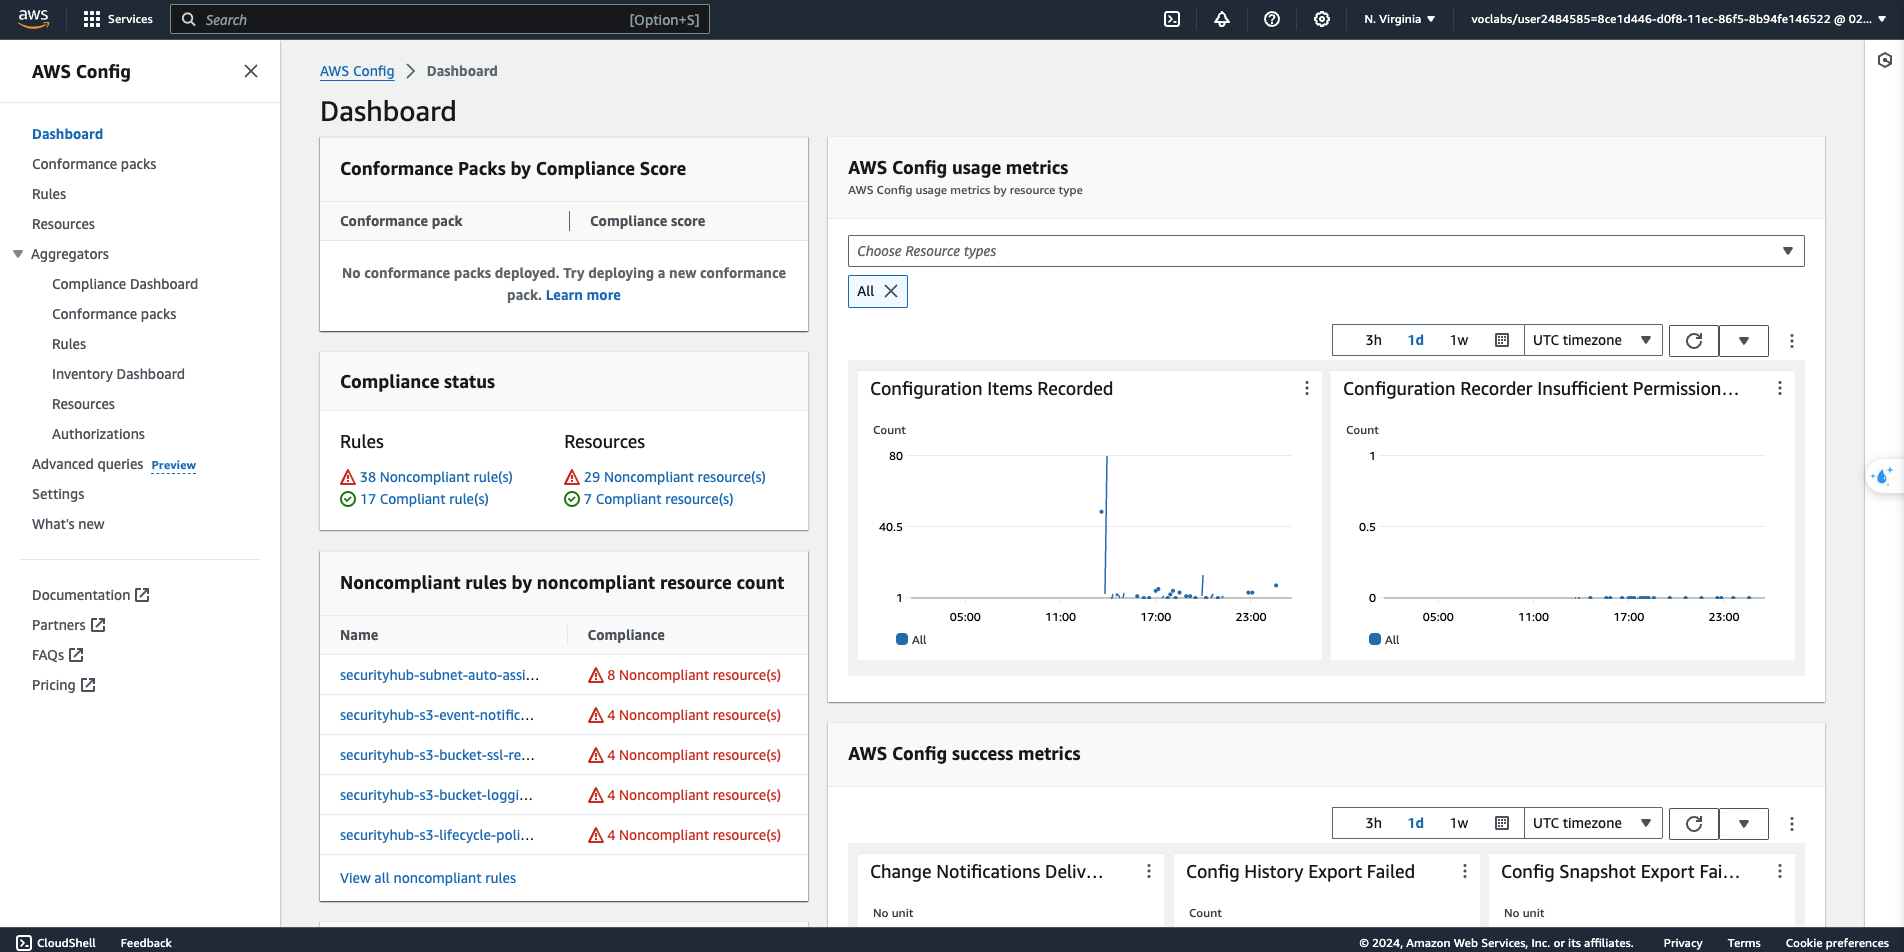 aws
Services
Search
[Option+S]
N. Virginia
voclabs/user2484585=8ce1d446-d0f8-11ec-86f5-8b94fe146522 @ 02...
AWS Config
Dashboard
Conformance packs
Rules
Resources
Aggregators
Compliance Dashboard
Conformance packs
Rules
Inventory Dashboard
Resources
Authorizations
Advanced queries Preview
Settings
What's new
Documentation
Partners
FAQs
Pricing
AWS Config > Dashboard
Dashboard
Conformance Packs by Compliance Score
Conformance pack
Compliance score
No conformance packs deployed. Try deploying a new conformance
pack. Learn more
Compliance status
Rules
38 Noncompliant rule(s)
17 Compliant rule(s)
Resources
29 Noncompliant resource(s)
7 Compliant resource(s)
Noncompliant rules by noncompliant resource count
Name
Compliance
securityhub-subnet-auto-assi...
8 Noncompliant resource(s)
securityhub-s3-event-notific...
4 Noncompliant resource(s)
securityhub-s3-bucket-ssl-re...
4 Noncompliant resource(s)
securityhub-s3-bucket-loggi...
4 Noncompliant resource(s)
securityhub-s3-lifecycle-poli...
4 Noncompliant resource(s)
View all noncompliant rules
AWS Config usage metrics
AWS Config usage metrics by resource type
Choose Resource types
All
3h
1d
1w
UTC timezone
Configuration Items Recorded
Count
80
40.5
1
05:00
11:00
17:00
23:00
All
Configuration Recorder Insufficient Permission...
Count
1
0.5
0
05:00
11:00
17:00
23:00
All
AWS Config success metrics
3h
1d
1w
UTC timezone
Change Notifications Deliv...
No unit
Config History Export Failed
Count
Config Snapshot Export Fai...
No unit
CloudShell
Feedback
© 2024, Amazon Web Services, Inc. or its affiliates.
Privacy
Terms
Cookie preferences